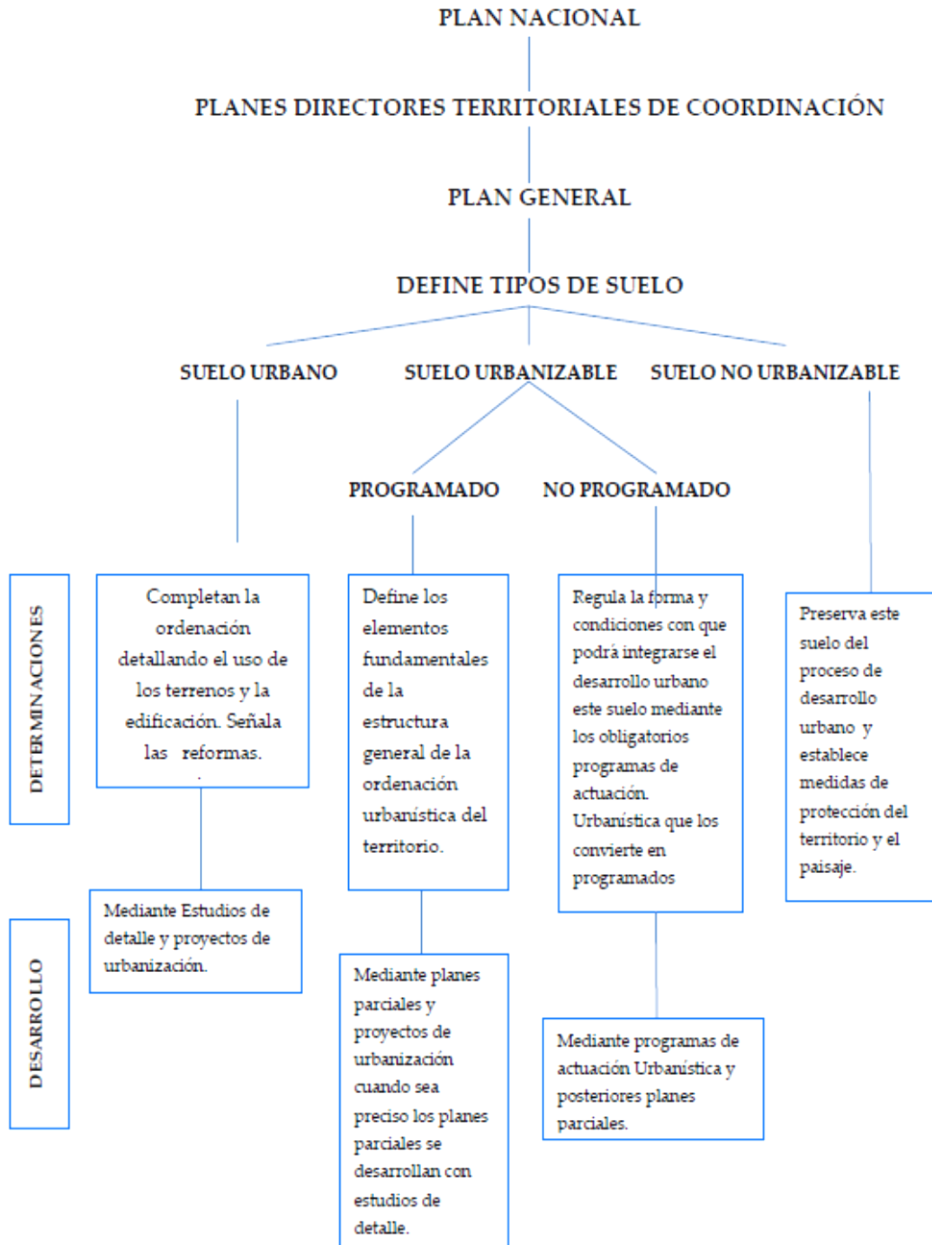 PLAN NACIONAL
PLANES DIRECTORES TERRITORIALES DE COORDINACIÓN
PLAN GENERAL
DEFINE TIPOS DE SUELO
SUELO URBANO
SUELO URBANIZABLE
SUELO NO URBANIZABLE
PROGRAMADO
NO PROGRAMADO
DETERMINACIONES
Completan la
ordenación
detallando el uso de
los terrenos y la
edificación. Señala
las reformas.
.
Define los
elementos
fundamentales
de la
estructura
general de la
ordenación
urbanística del
territorio.
Regula la forma y
condiciones con que
podrá integrarse el
desarrollo urbano
este suelo mediante
los obligatorios
programas de
actuación.
Urbanística que los
convierte en
programados
Preserva este
suelo del
proceso de
desarrollo
urbano y
establece
medidas de
protección del
territorio y el
paisaje.
DESARROLLO
Mediante Estudios de
detalle y proyectos de
urbanización.
Mediante planes
parciales y
proyectos de
urbanización
cuando sea
preciso los planes
parciales se
desarrollan con
estudios de
detalle.
Mediante programas de
actuación Urbanística y
posteriores planes
parciales.